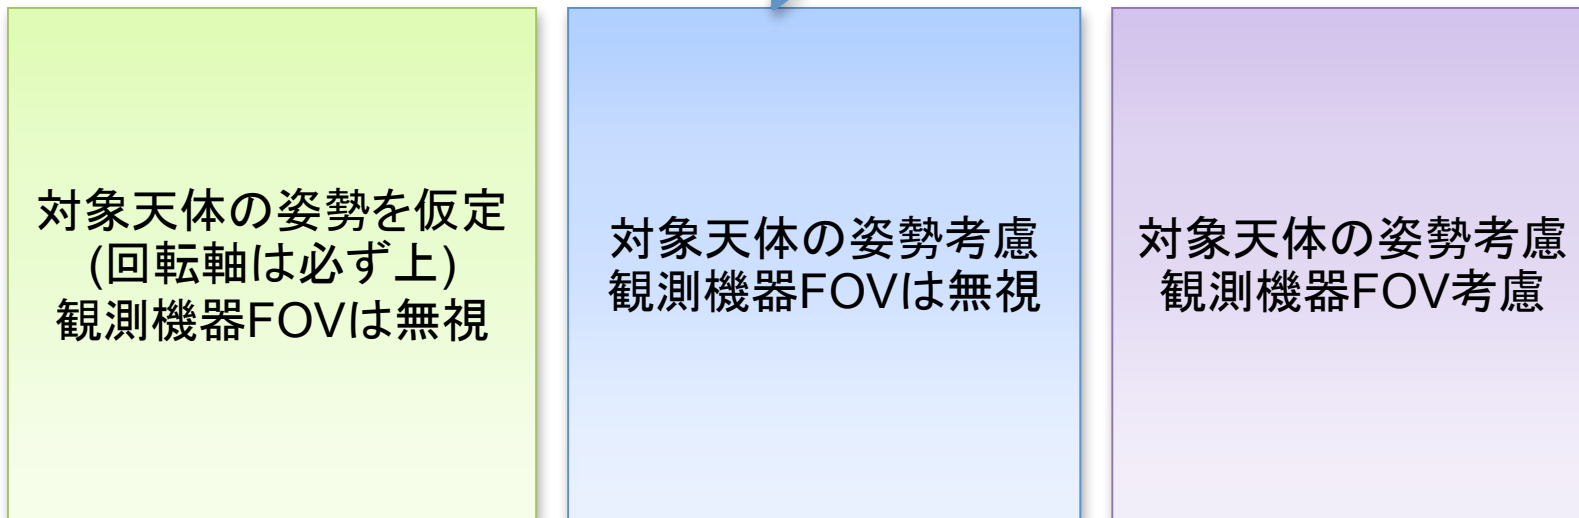 対象天体の姿勢を仮定
(回転軸は必ず上)
観測機器FOVは無視
対象天体の姿勢考慮
観測機器FOVは無視
対象天体の姿勢考慮
観測機器FOV考慮